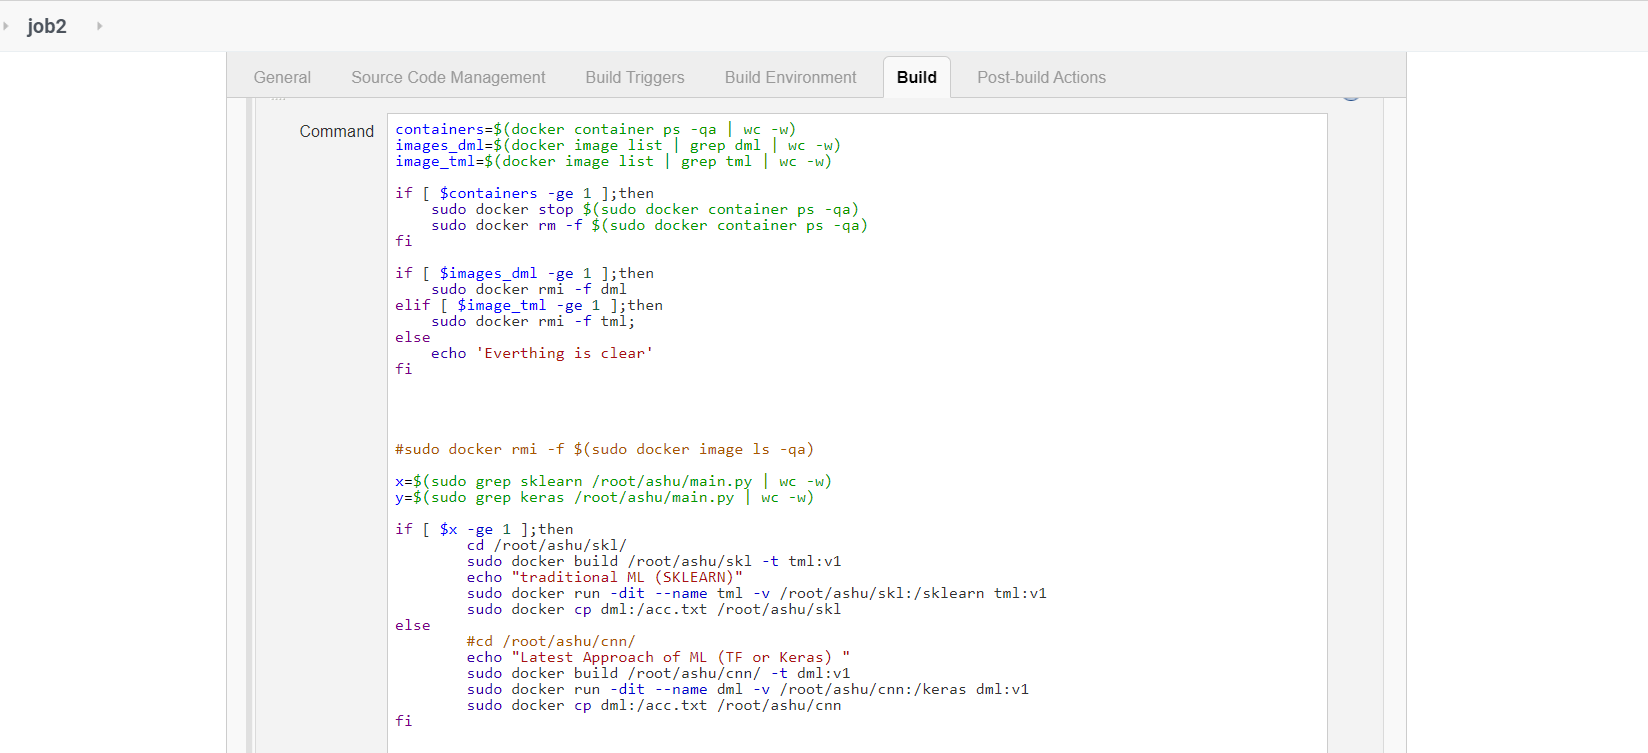 job2
General Source Code Management Build Triggers Build Environment Build Post-build Actions
Command
containers=$(docker container ps -qa | wc -w)
images_dml=$(docker image list | grep dml | wc -w)
image_tml=$(docker image list | grep tml | wc -w)
if [ $containers -ge 1 ];then
sudo docker stop $(sudo docker container ps -qa)
sudo docker rm -f $(sudo docker container ps -qa)
fi
if [ $images_dml -ge 1 ];then
sudo docker rmi -f dml
elif [ $image_tml -ge 1 ];then
sudo docker rmi -f tml;
else
echo 'Everthing is clear'
fi
#sudo docker rmi -f $(sudo docker image ls -qa)
x=$(sudo grep sklearn /root/ashu/main.py | wc -w)
y=$(sudo grep keras /root/ashu/main.py | wc -w)
if [ $x -ge 1 ];then
cd /root/ashu/skl/
sudo docker build /root/ashu/skl -t tml:v1
echo "traditional ML (SKLEARN)"
sudo docker run -dit --name tml -v /root/ashu/skl:/sklearn tml:v1
sudo docker cp dml:/acc.txt /root/ashu/skl
else
#cd /root/ashu/cnn/
echo "Latest Approach of ML (TF or Keras) "
sudo docker build /root/ashu/cnn/ -t dml:v1
sudo docker run -dit --name dml -v /root/ashu/cnn:/keras dml:v1
sudo docker cp dml:/acc.txt /root/ashu/cnn
fi